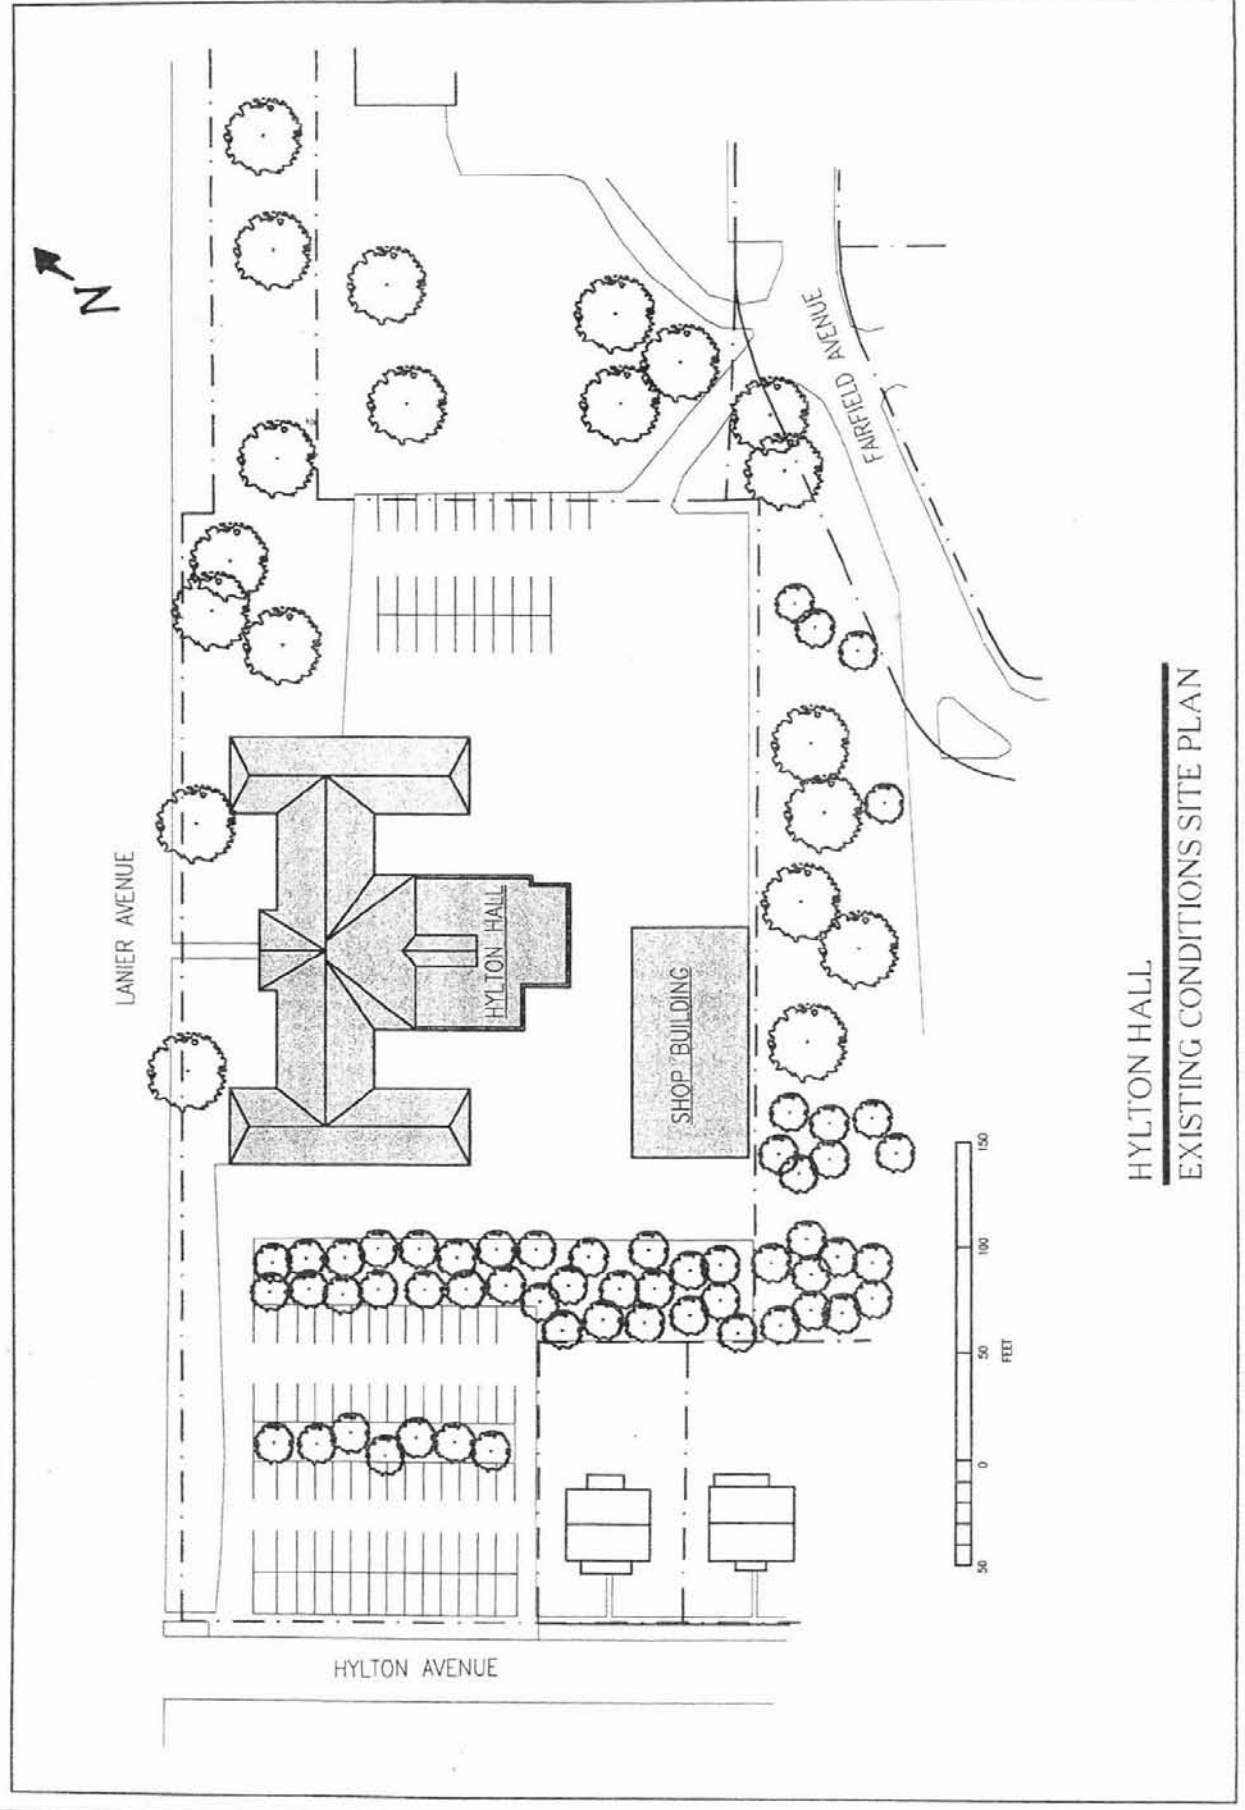 N
LANIER AVENUE
FAIRFIELD AVENUE
HYLTON HALL
SHOP BUILDING
HYLTON AVENUE
50 0 50 100 150
FEET
HYLTON HALL
EXISTING CONDITIONS SITE PLAN